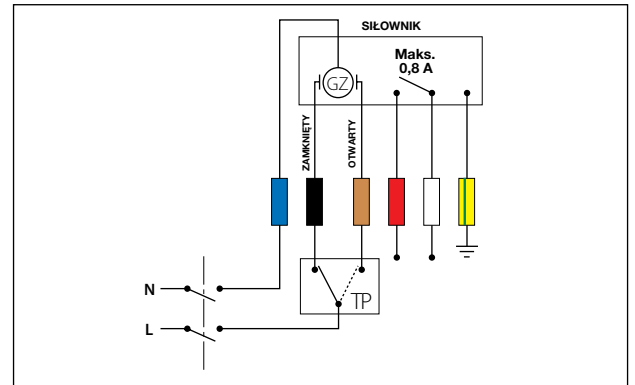 SIŁOWNIK
Maks.
0,8 A
GZ
ZAMKNIĘTY
OTWARTY
N
TP
L